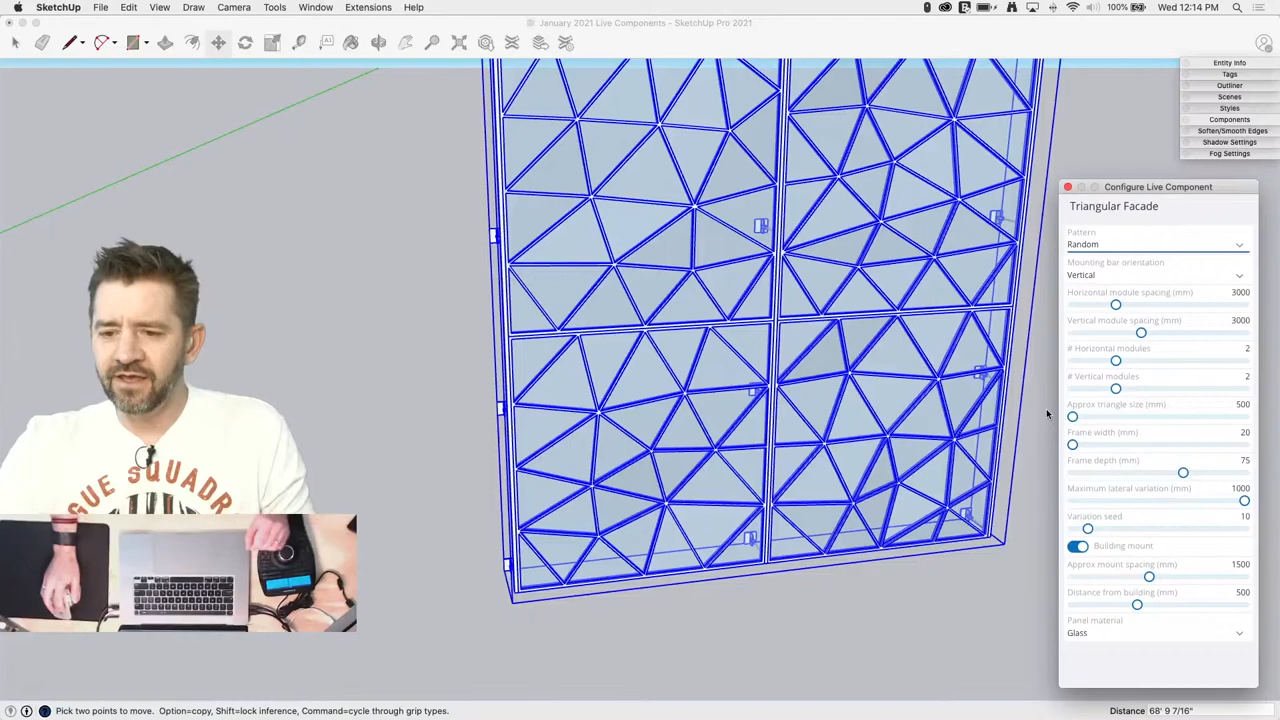 SketchUp File Edit View Draw Camera Tools Window Extensions Help
100% Wed 12:14 PM
January 2021 Live Components - SketchUp Pro 2021
Entity Info
Tags
Outliner
Scenes
Styles
Components
Soften/Smooth Edges
Shadow Settings
Fog Settings
Configure Live Component
Triangular Facade
Pattern
Random
Mounting bar orientation
Vertical
Horizontal module spacing (mm) 3000
Vertical module spacing (mm) 3000
# Horizontal modules 2
# Vertical modules 2
Approx triangle size (mm) 500
Frame width (mm) 20
Frame depth (mm) 75
Maximum lateral variation (mm) 1000
Variation seed 10
Building mount
Approx mount spacing (mm) 1500
Distance from building (mm) 500
Panel material
Glass
GUE SQUADR
Pick two points to move. Option=copy, Shift=lock inference, Command=cycle through grip types.
Distance 68' 9 7/16"